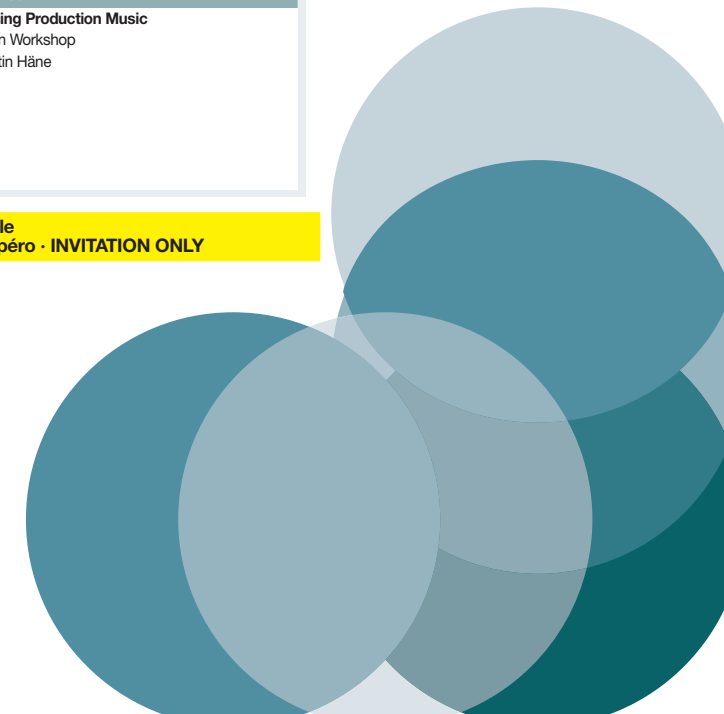 ing Production Music
n Workshop
tin Häne
le
péro · INVITATION ONLY